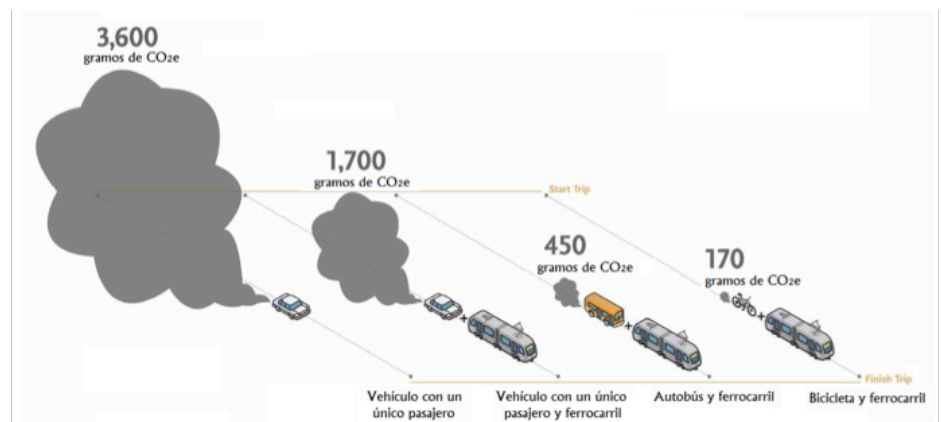 3,600
gramos de CO2e
1,700
gramos de CO2e
Start Trip
450
gramos de CO2e
170
gramos de CO2e
+
+
+
Finish Trip
Vehículo con un
único pasajero
Vehículo con un único
pasajero y ferrocarril
Autobús y ferrocarril
Bicicleta y ferrocarril